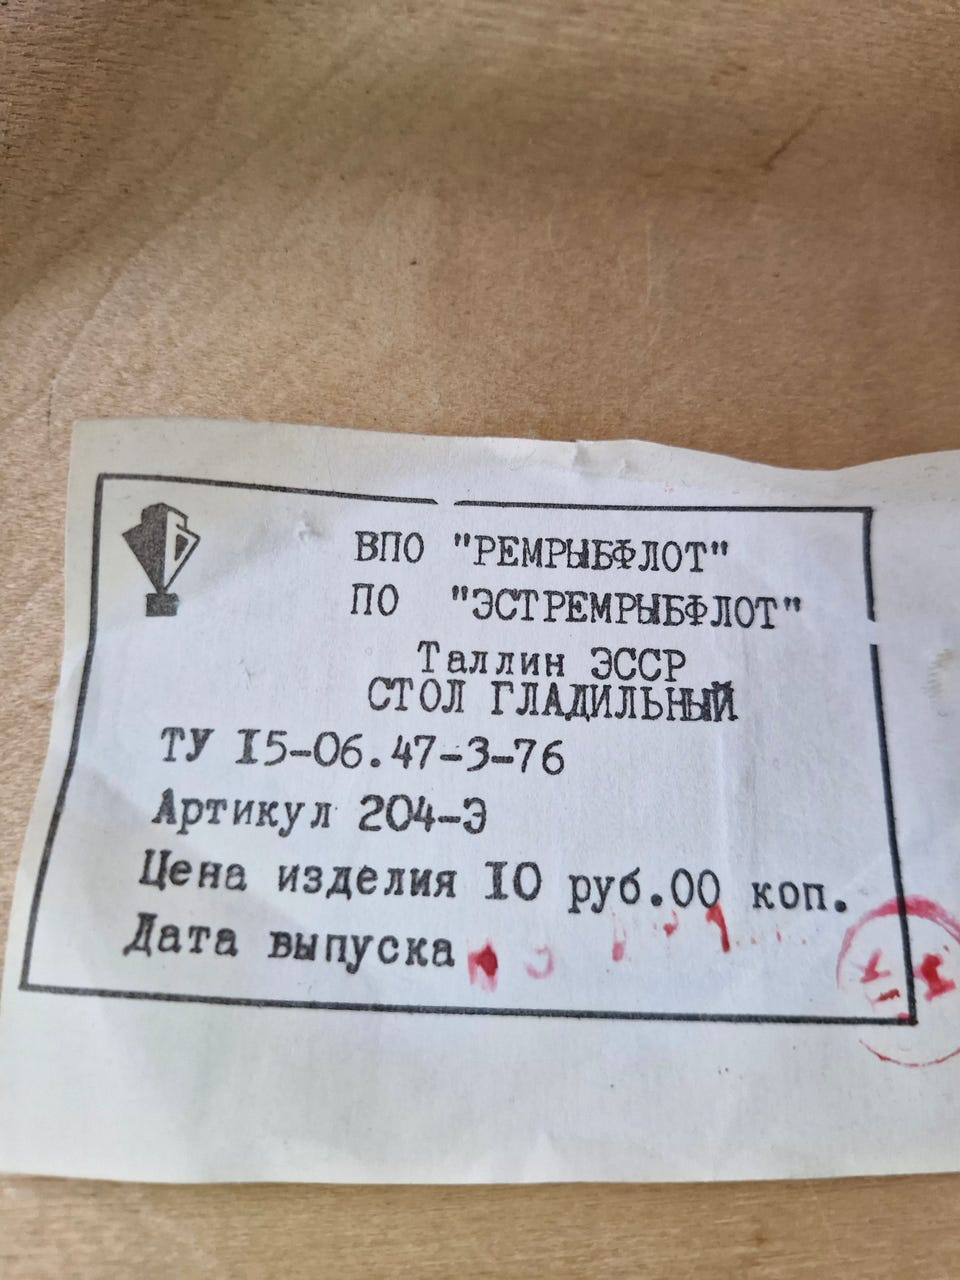 ВПО "РЕМРЫБФЛОТ"
ПО "ЭСТРЕМРЫБФЛОТ"
Таллин ЭССР
СТОЛ ГЛАДИЛЬНЫЙ
ТУ I5-06.47-3-76
Артикул 204-Э
Цена изделия IO руб.00 коп.
Дата выпуска